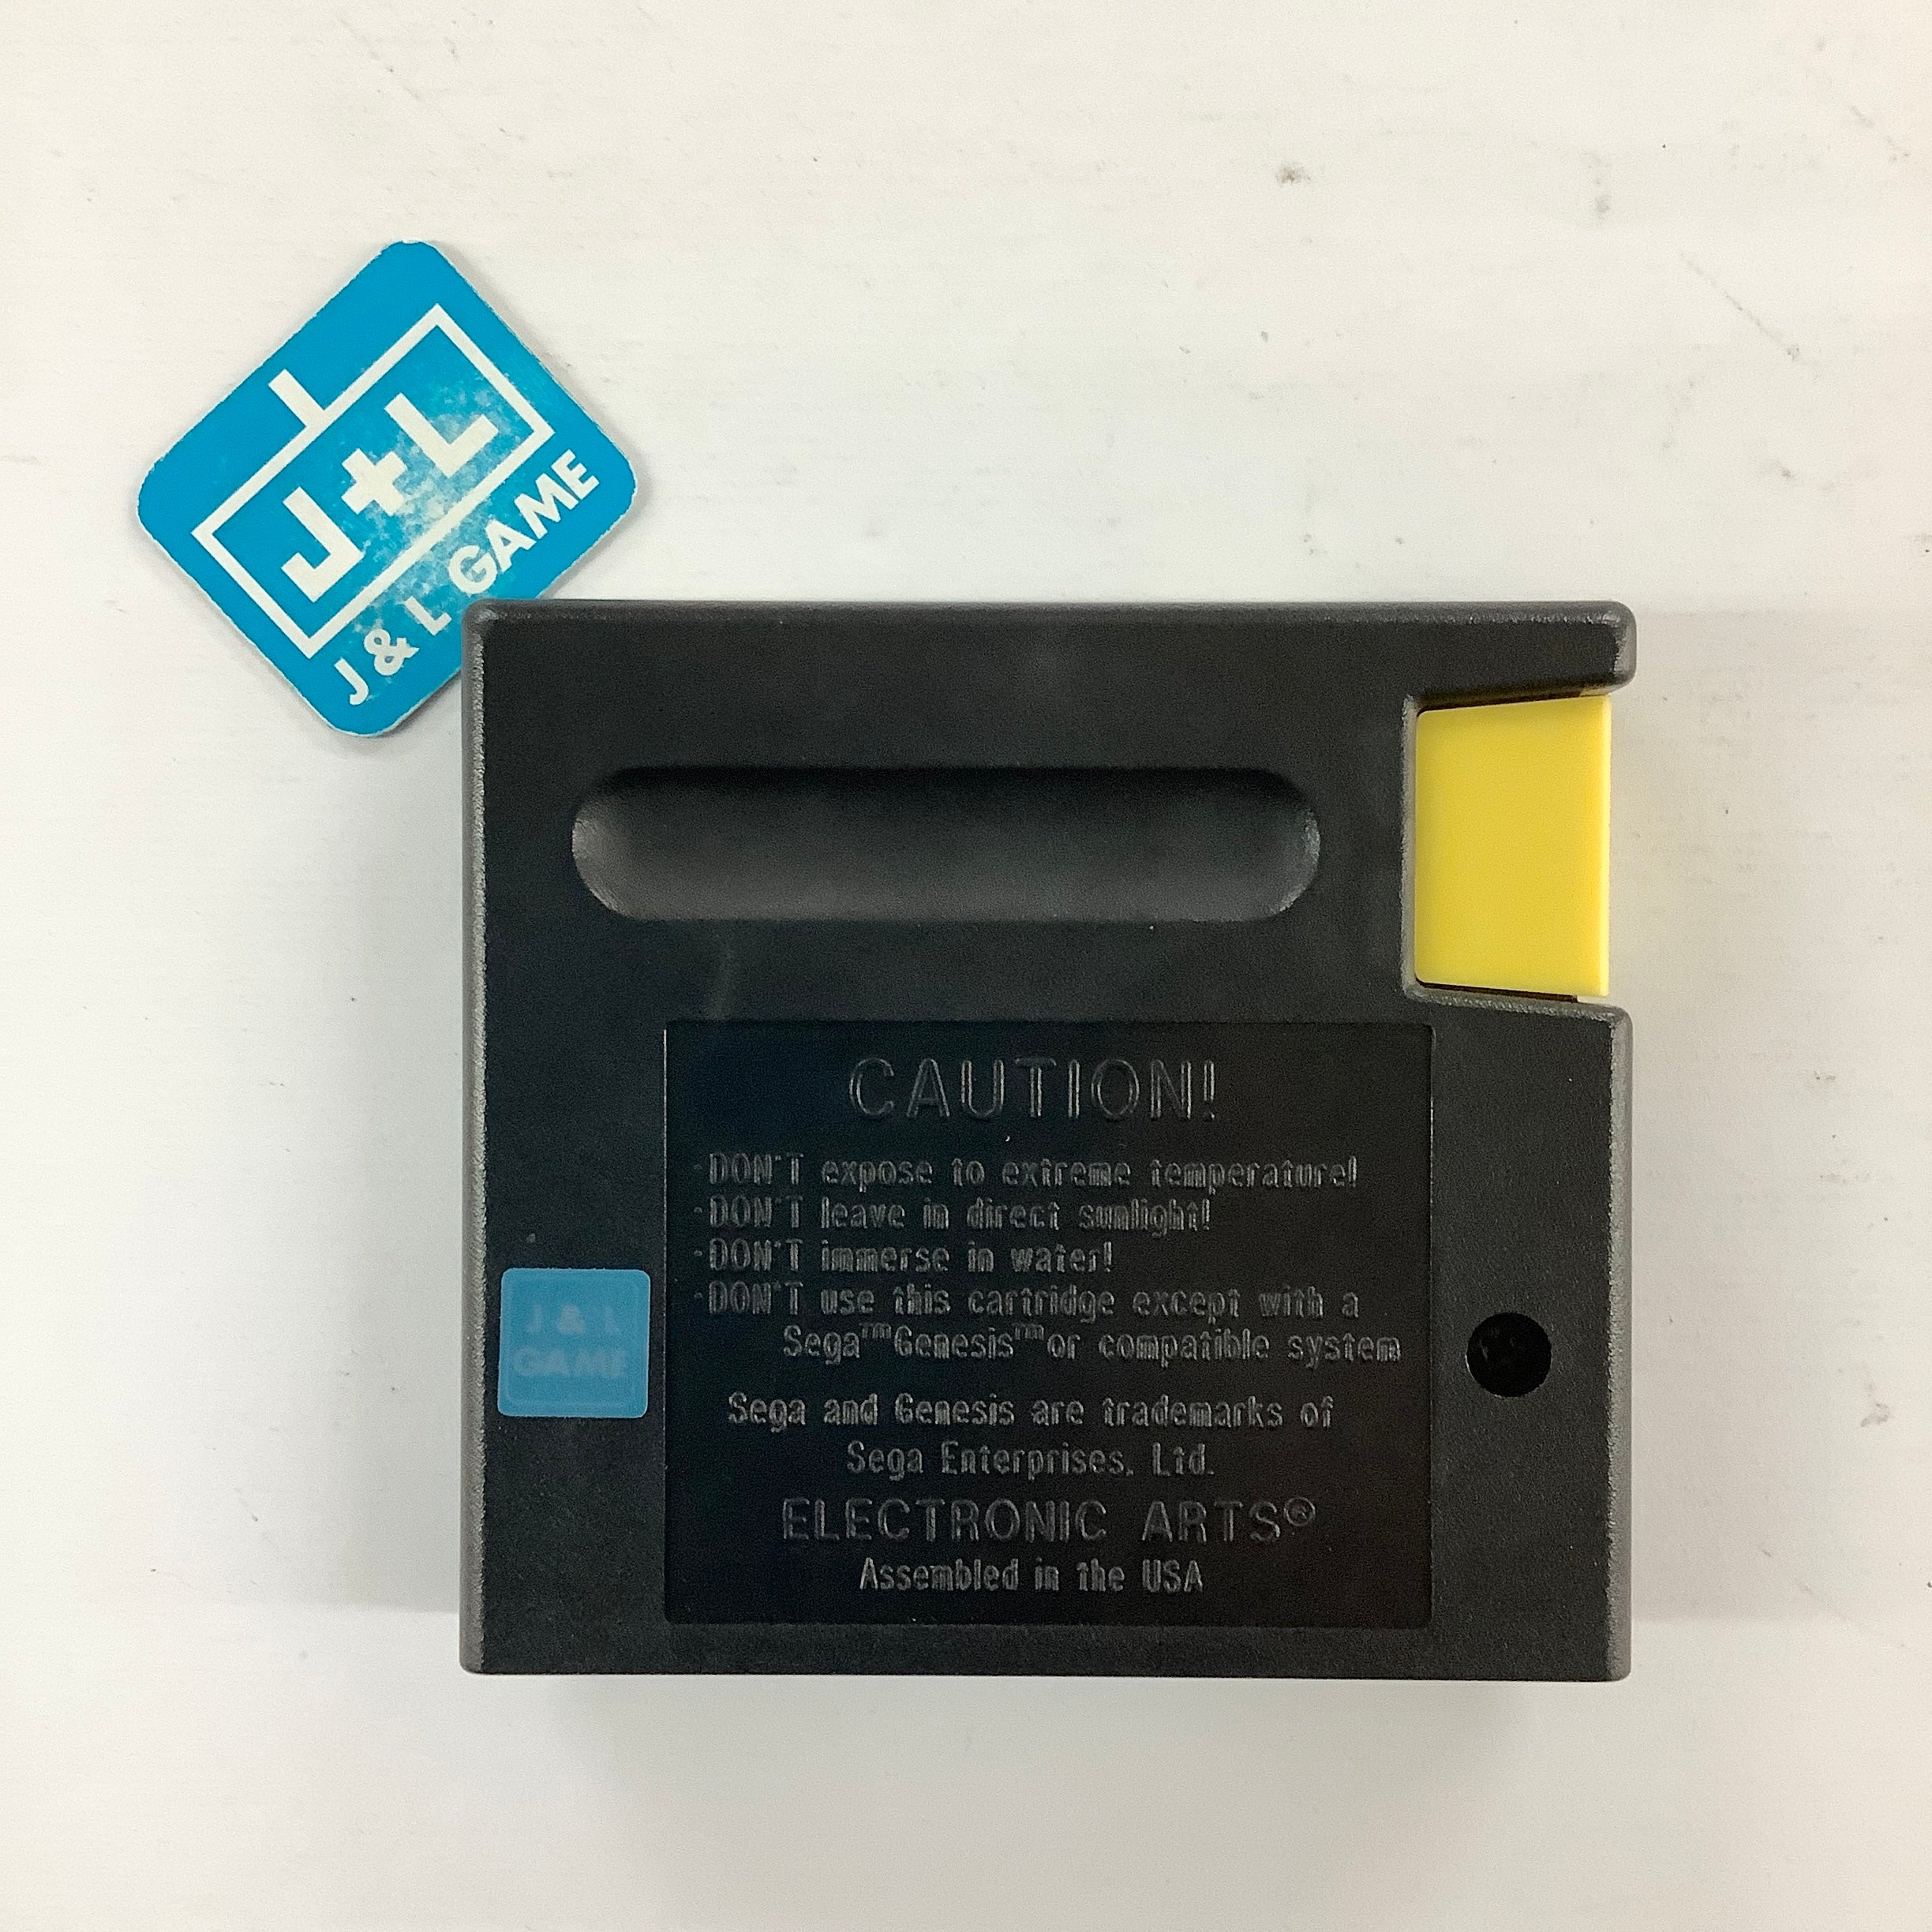 J+L
J & L GAME
CAUTION!
·DON'T expose to extreme temperature!
·DON'T leave in direct sunlight!
·DON'T immerse in water!
·DON'T use this cartridge except with a
Sega™Genesis™or compatible system
Sega and Genesis are trademarks of
Sega Enterprises. Ltd.
ELECTRONIC ARTS®
Assembled in the USA
J & L
GAME